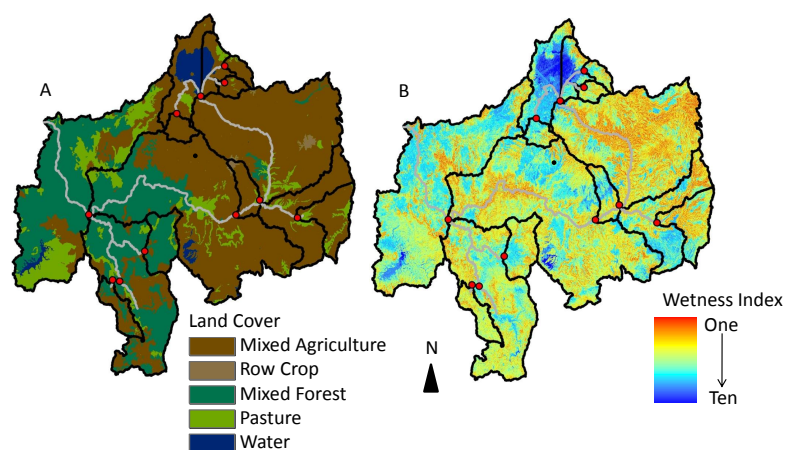 A
B
Land Cover
Mixed Agriculture
Row Crop
Mixed Forest
Pasture
Water
N
Wetness Index
One
Ten